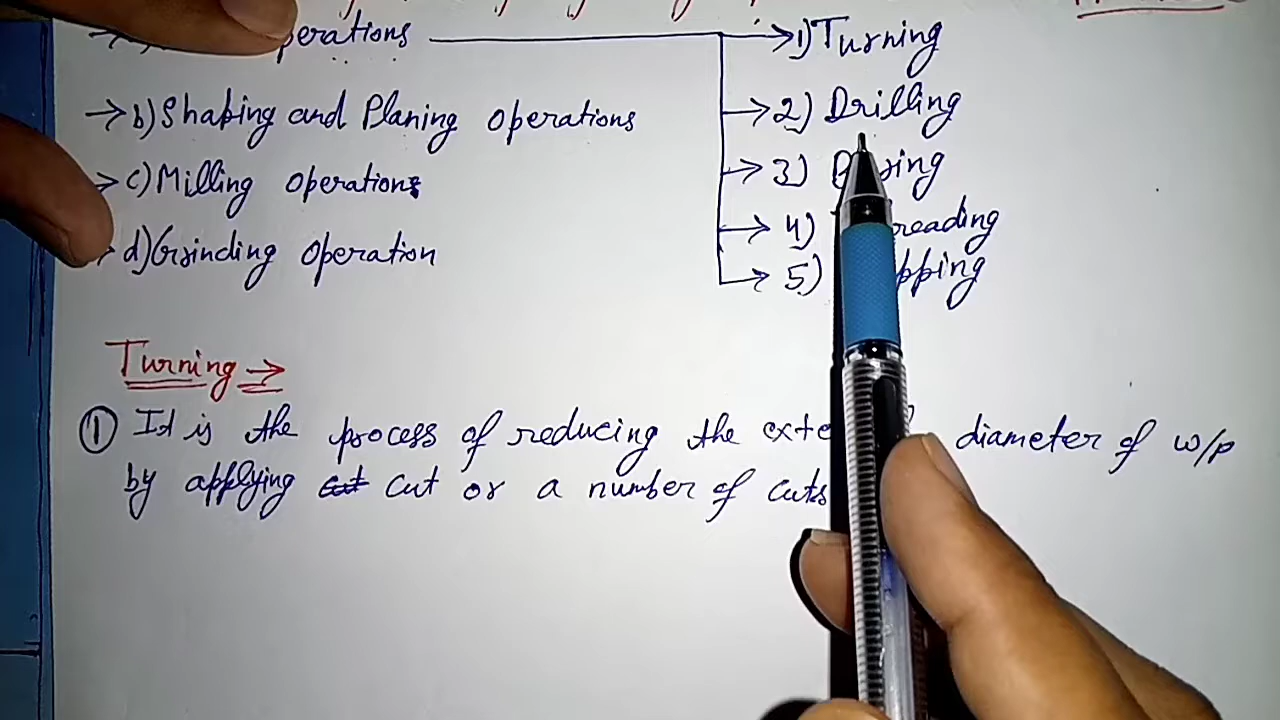 perations → 1) Turning
→ b) Shaping and Planing operations → 2) Drilling
→ c) Milling operations → 3)
→ d) Grinding operation → 4) reading
→ 5) pping
Turning →
① It is the process of reducing the exte diameter of w/p
by applying cut cut or a number of cuts